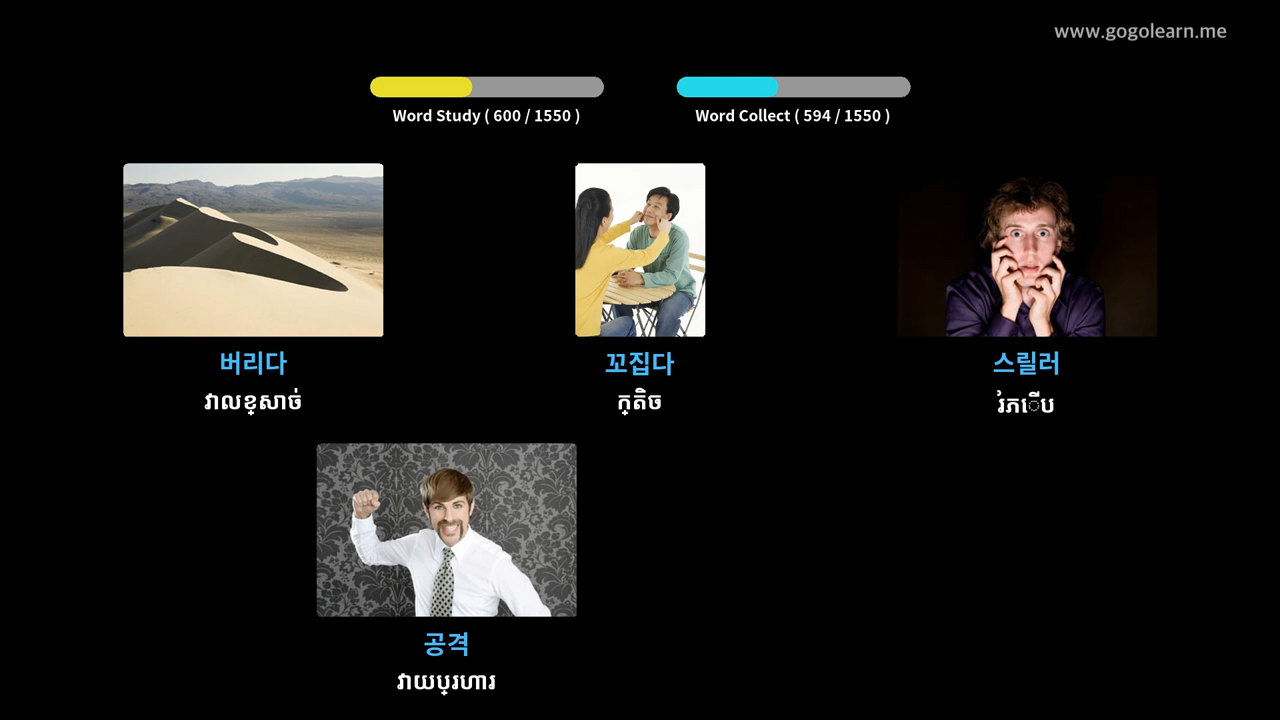 www.gogolearn.me
Word Study ( 600 / 1550 )
Word Collect ( 594 / 1550 )
버리다
꼬집다
스릴러
វាលខ្សាច់
ក្តិច
រំភើប
공격
វាយប្រហារ